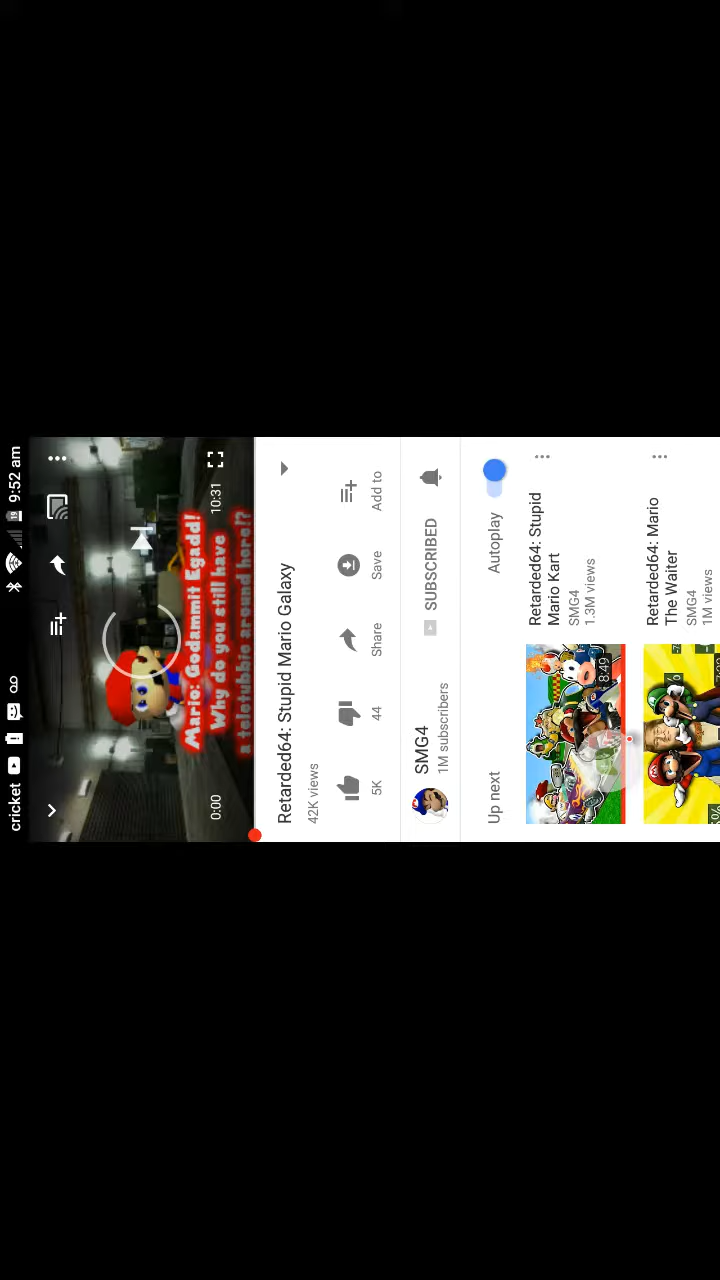 cricket 19 9:52 am
Mario: Godammit Egadd!
Why do you still have
a teletubbie around here!?
0:00 10:31
Retarded64: Stupid Mario Galaxy
42K views
5K 44 Share Save Add to
SMG4
1M subscribers
SUBSCRIBED
Up next Autoplay
8:49
Retarded64: Stupid
Mario Kart
SMG4
1.3M views
Retarded64: Mario
The Waiter
SMG4
1M views